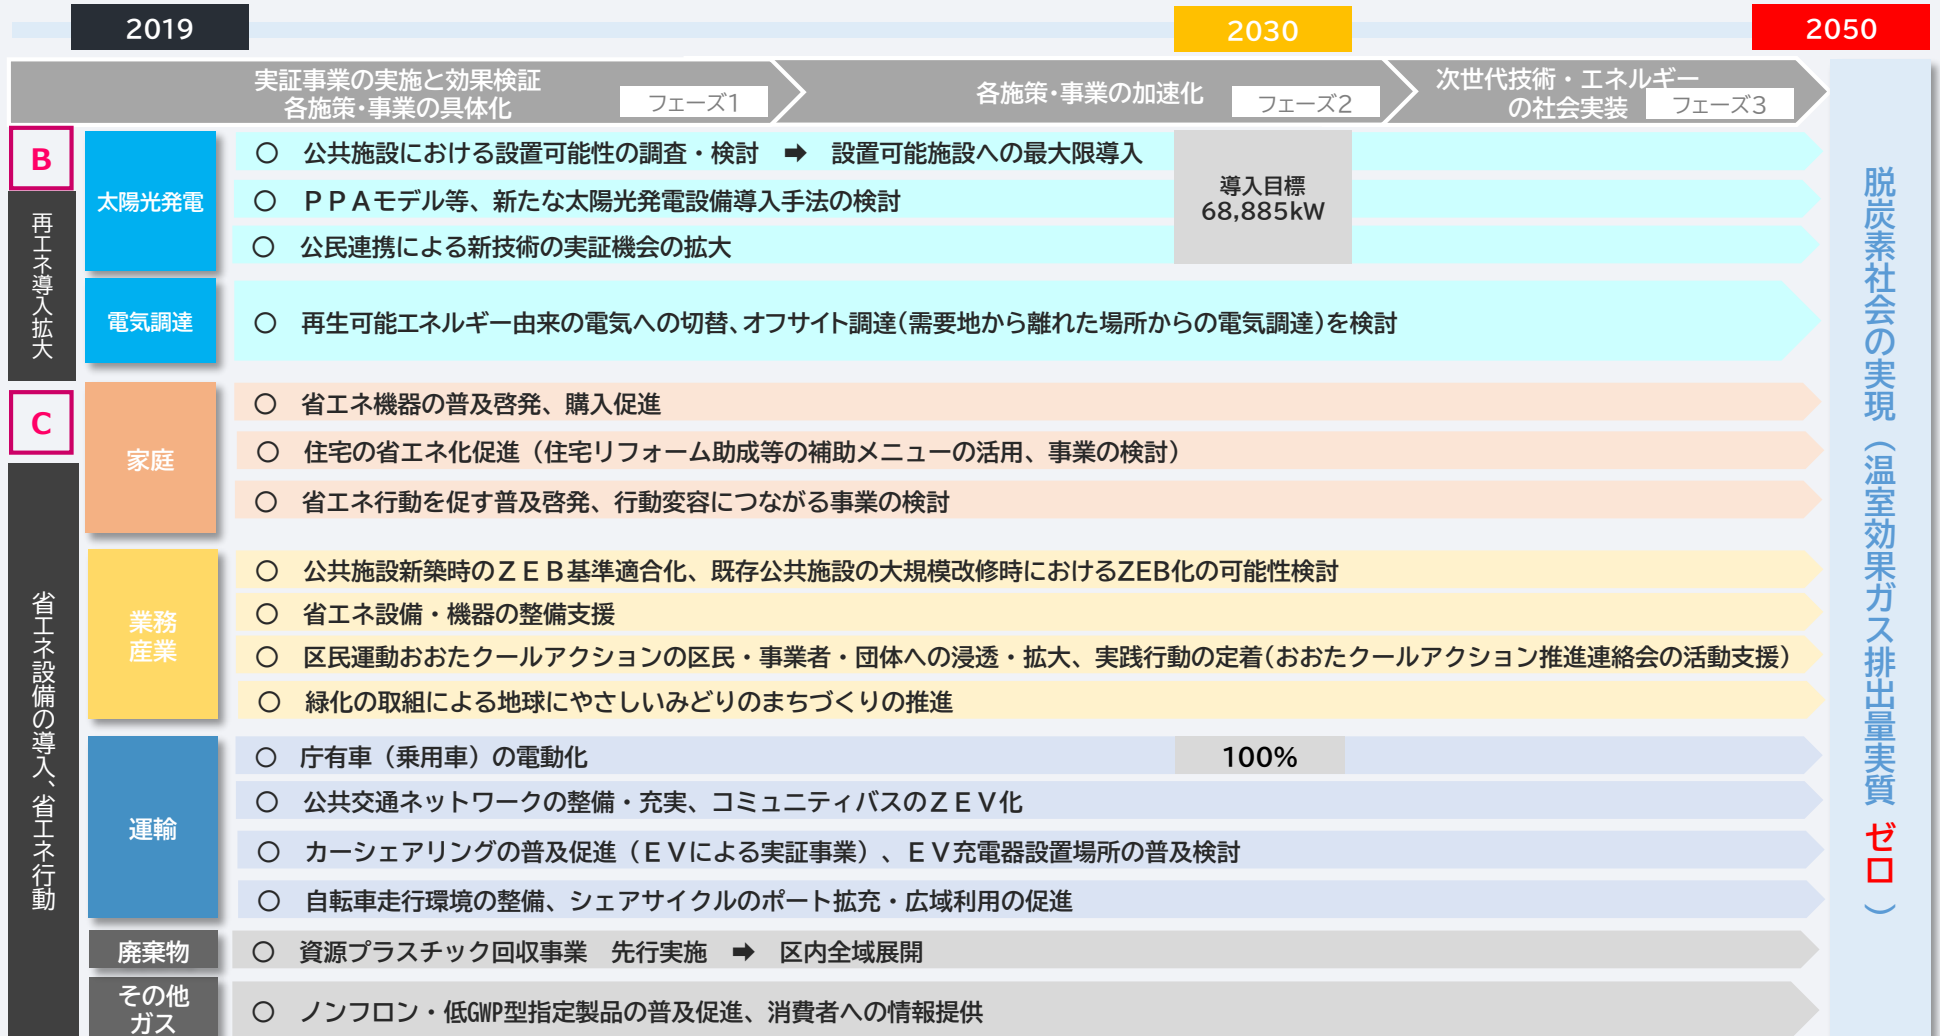 2019
2030
2050
実証事業の実施と効果検証
各施策・事業の具体化
フェーズ1
各施策・事業の加速化
フェーズ2
次世代技術・エネルギー
の社会実装
フェーズ3
B
再エネ導入拡大
太陽光発電
○ 公共施設における設置可能性の調査・検討 ➡ 設置可能施設への最大限導入
○ ＰＰＡモデル等、新たな太陽光発電設備導入手法の検討
○ 公民連携による新技術の実証機会の拡大
導入目標
68,885kW
電気調達
○ 再生可能エネルギー由来の電気への切替、オフサイト調達(需要地から離れた場所からの電気調達)を検討
C
省エネ設備の導入、省エネ行動
家庭
○ 省エネ機器の普及啓発、購入促進
○ 住宅の省エネ化促進（住宅リフォーム助成等の補助メニューの活用、事業の検討）
○ 省エネ行動を促す普及啓発、行動変容につながる事業の検討
業務
産業
○ 公共施設新築時のＺＥＢ基準適合化、既存公共施設の大規模改修時におけるZEB化の可能性検討
○ 省エネ設備・機器の整備支援
○ 区民運動おおたクールアクションの区民・事業者・団体への浸透・拡大、実践行動の定着(おおたクールアクション推進連絡会の活動支援)
○ 緑化の取組による地球にやさしいみどりのまちづくりの推進
運輸
○ 庁有車（乗用車）の電動化
100%
○ 公共交通ネットワークの整備・充実、コミュニティバスのＺＥＶ化
○ カーシェアリングの普及促進（ＥＶによる実証事業）、ＥＶ充電器設置場所の普及検討
○ 自転車走行環境の整備、シェアサイクルのポート拡充・広域利用の促進
廃棄物
○ 資源プラスチック回収事業 先行実施 ➡ 区内全域展開
その他
ガス
○ ノンフロン・低GWP型指定製品の普及促進、消費者への情報提供
脱炭素社会の実現（温室効果ガス排出量実質 ゼロ ）